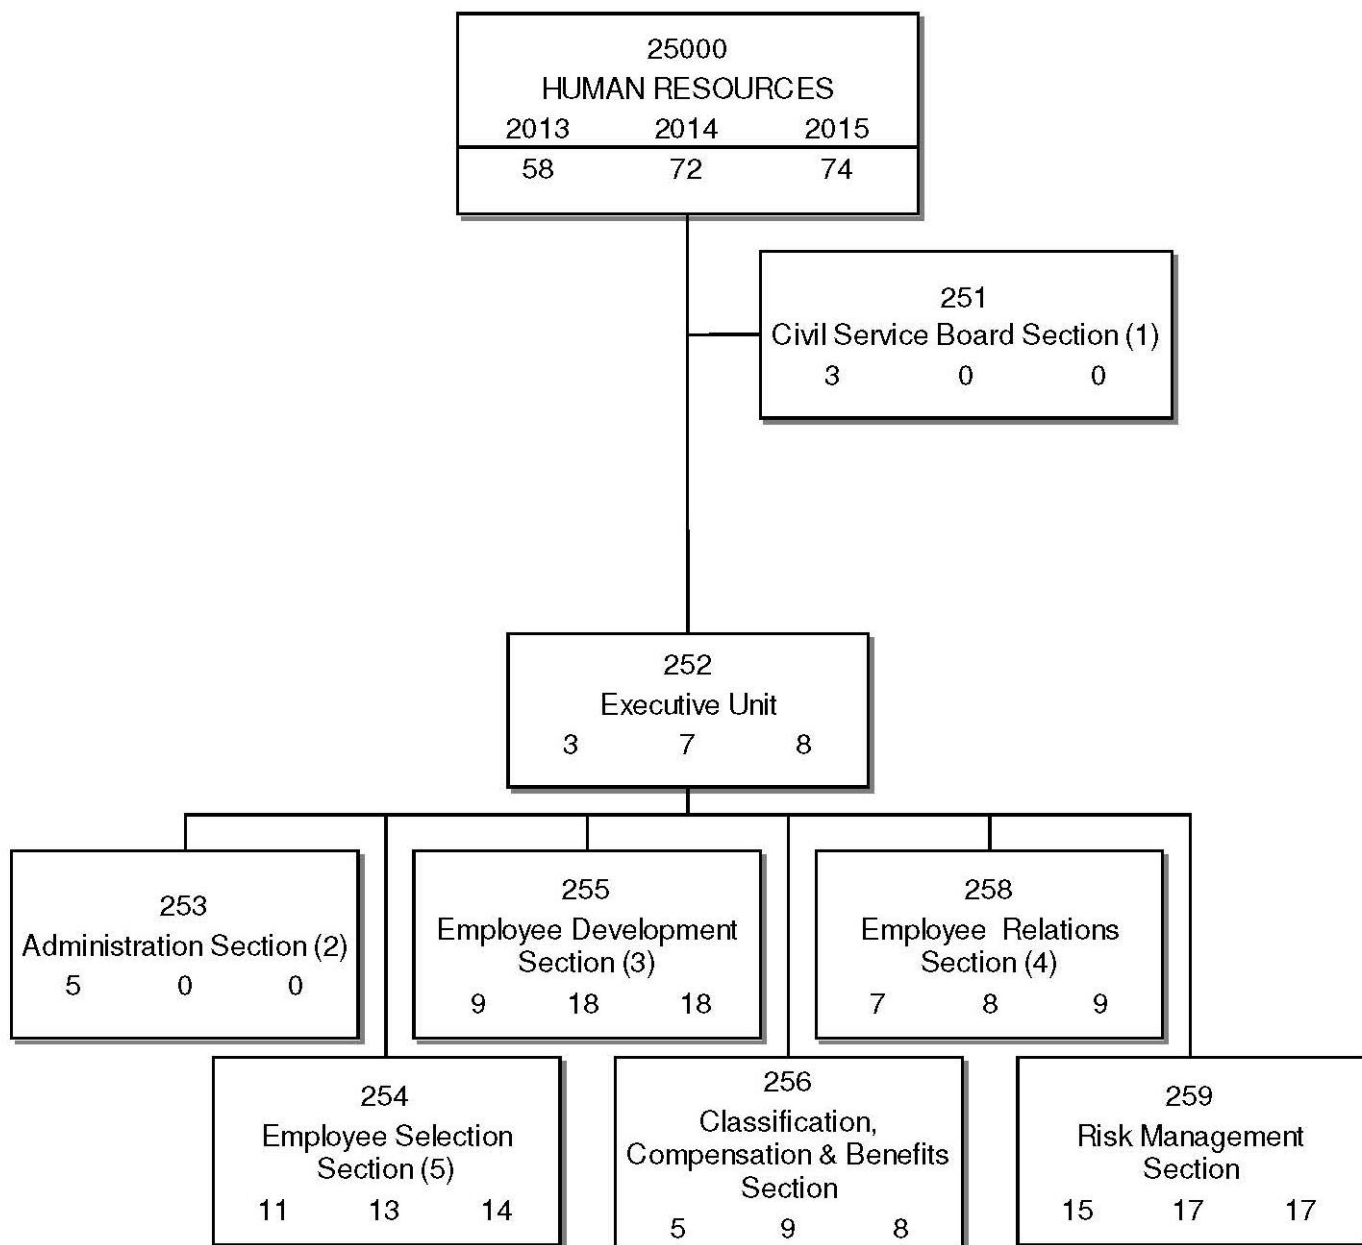 25000
HUMAN RESOURCES
2013 2014 2015
58 72 74
251
Civil Service Board Section (1)
3 0 0
252
Executive Unit
3 7 8
253
Administration Section (2)
5 0 0
255
Employee Development
Section (3)
9 18 18
258
Employee Relations
Section (4)
7 8 9
254
Employee Selection
Section (5)
11 13 14
256
Classification,
Compensation & Benefits
Section
5 9 8
259
Risk Management
Section
15 17 17